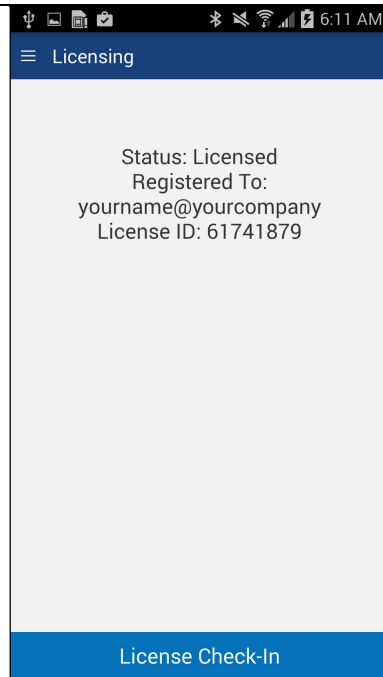 6:11 AM
Licensing
Status: Licensed
Registered To:
yourname@yourcompany
License ID: 61741879
License Check-In